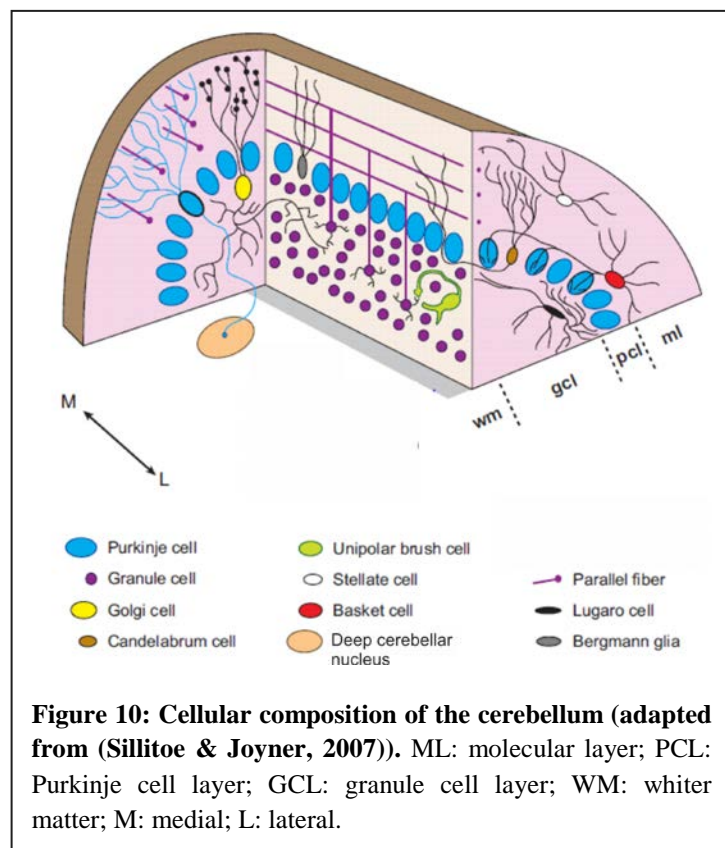 M
L
wm
gcl
pcl
ml
Purkinje cell
Granule cell
Golgi cell
Candelabrum cell
Unipolar brush cell
Stellate cell
Basket cell
Deep cerebellar
nucleus
Parallel fiber
Lugaro cell
Bergmann glia
Figure 10: Cellular composition of the cerebellum (adapted
from (Sillitoe & Joyner, 2007)). ML: molecular layer; PCL:
Purkinje cell layer; GCL: granule cell layer; WM: whiter
matter; M: medial; L: lateral.